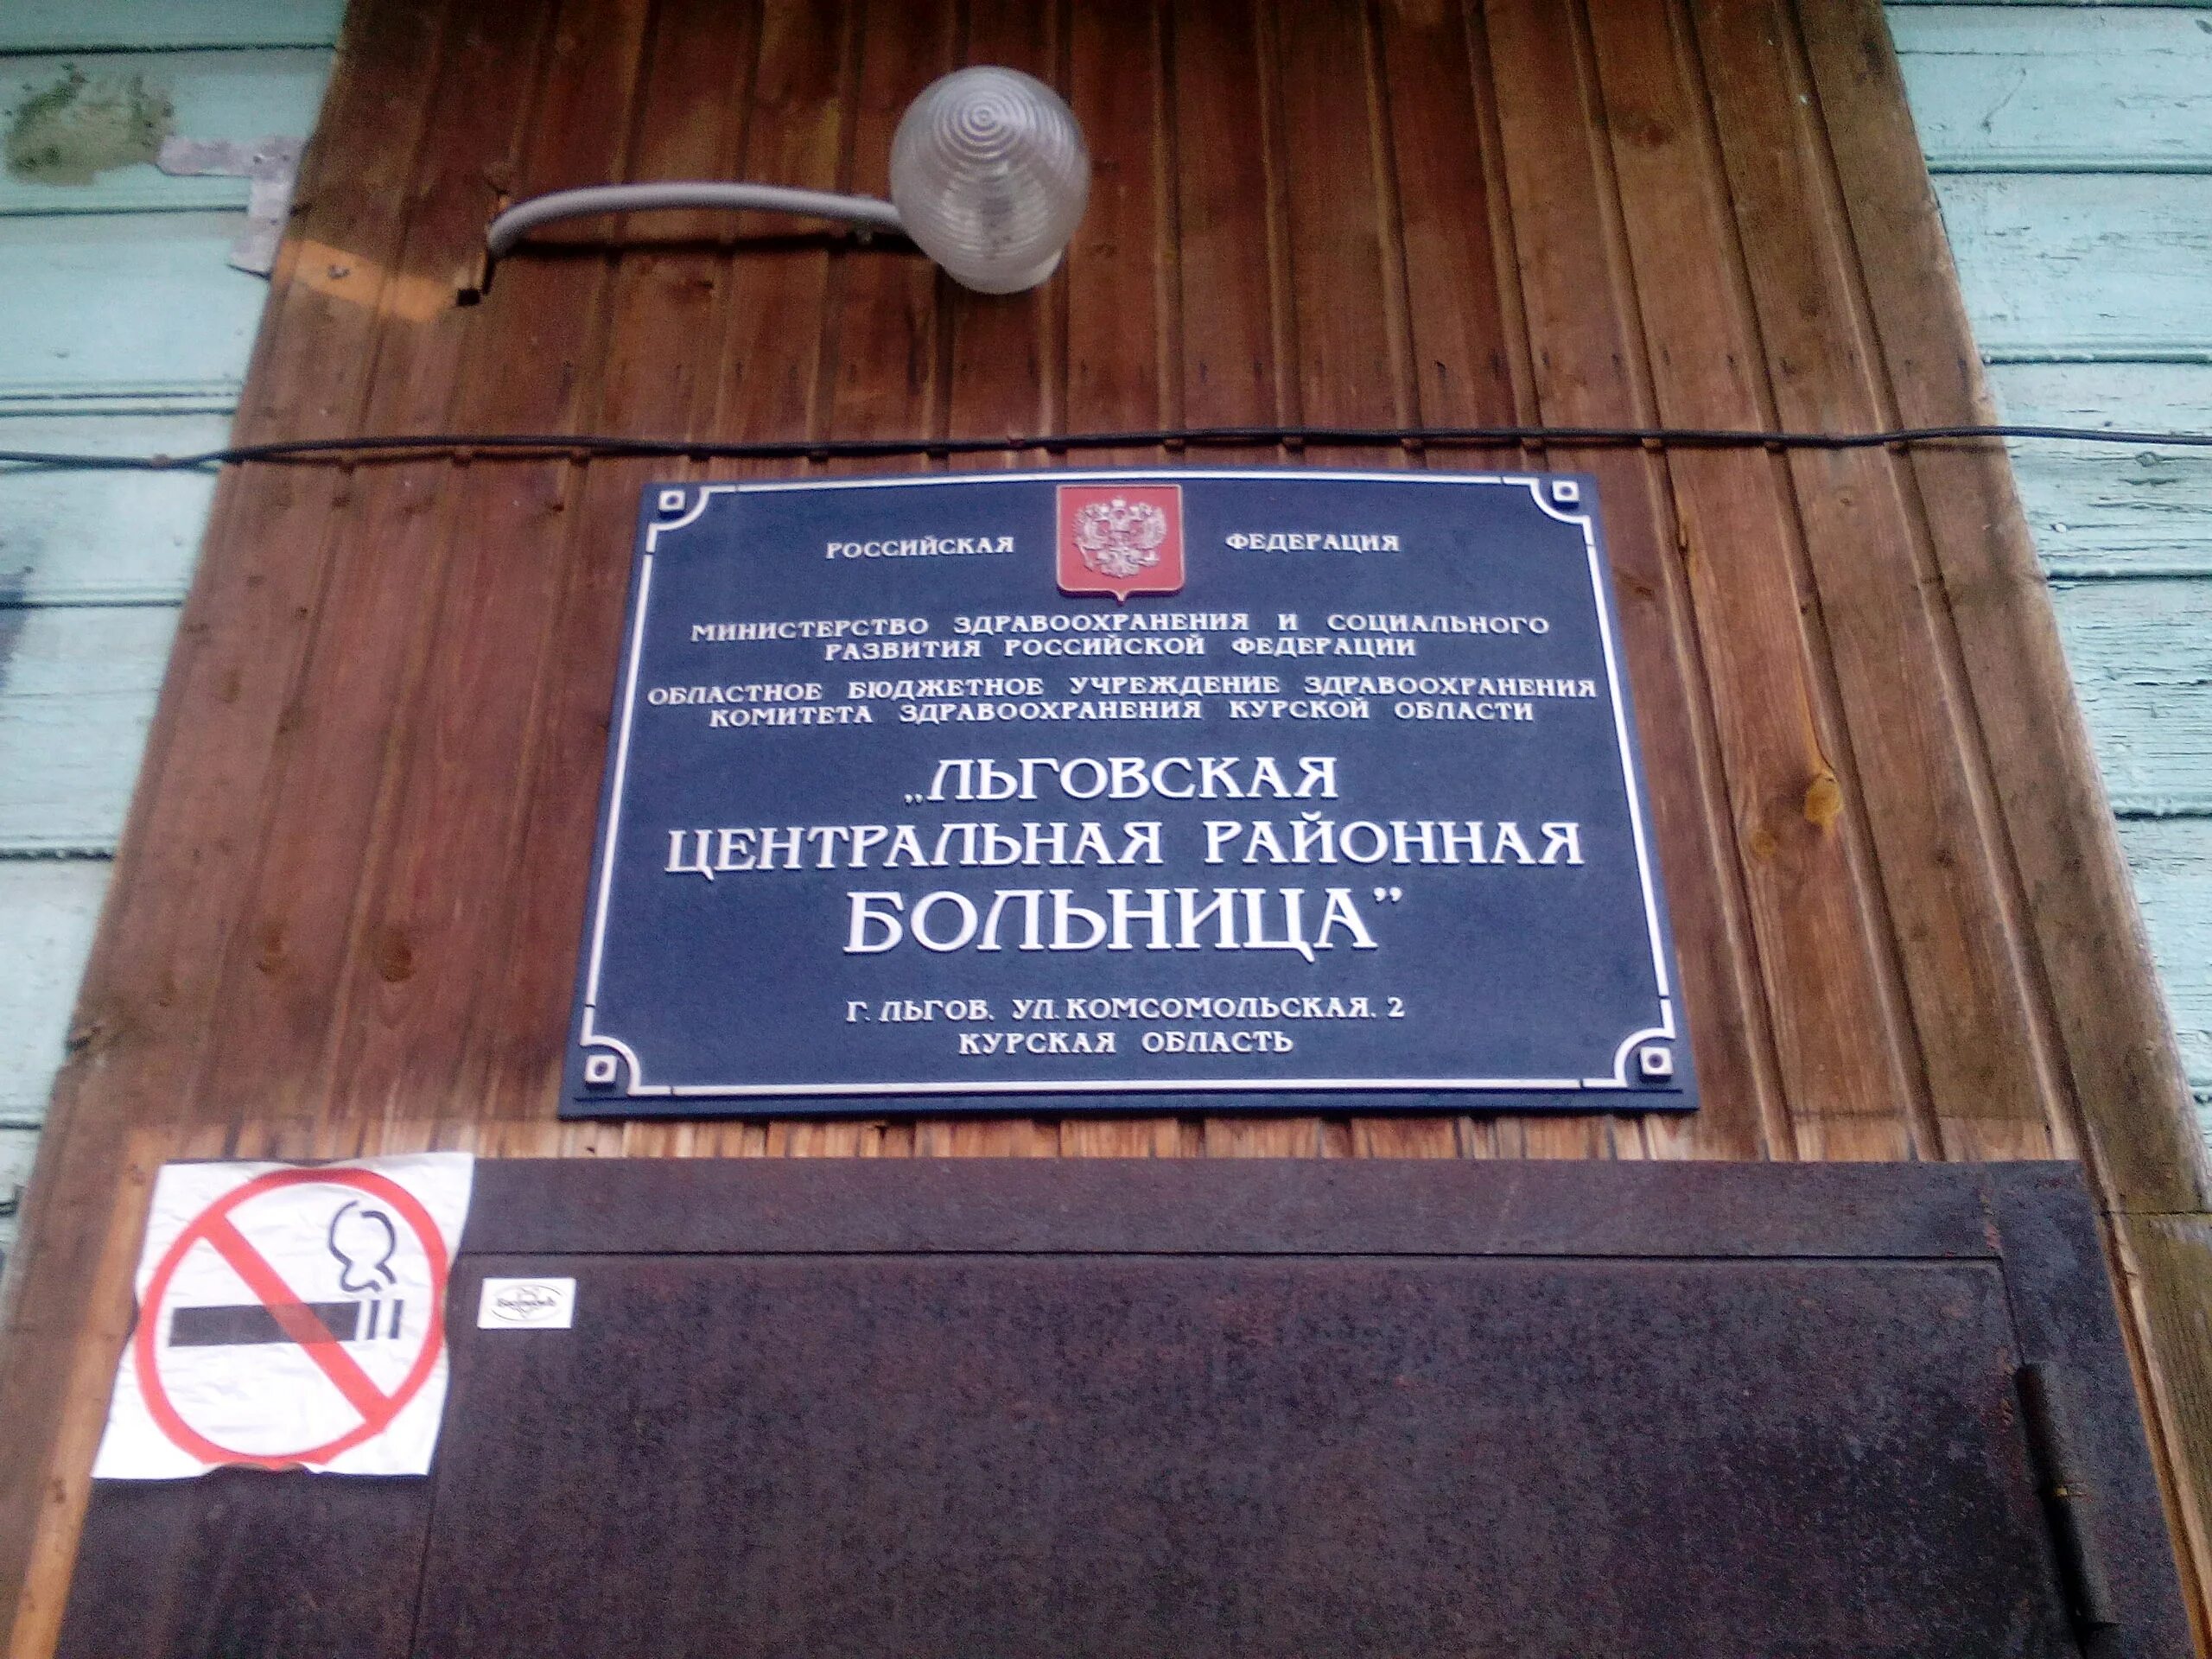 РОССИЙСКАЯ ФЕДЕРАЦИЯ
МИНИСТЕРСТВО ЗДРАВООХРАНЕНИЯ И СОЦИАЛЬНОГО
РАЗВИТИЯ РОССИЙСКОЙ ФЕДЕРАЦИИ
ОБЛАСТНОЕ БЮДЖЕТНОЕ УЧРЕЖДЕНИЕ ЗДРАВООХРАНЕНИЯ
КОМИТЕТА ЗДРАВООХРАНЕНИЯ КУРСКОЙ ОБЛАСТИ
„ЛЬГОВСКАЯ
ЦЕНТРАЛЬНАЯ РАЙОННАЯ
БОЛЬНИЦА”
Г. ЛЬГОВ, УЛ. КОМСОМОЛЬСКАЯ, 2
КУРСКАЯ ОБЛАСТЬ